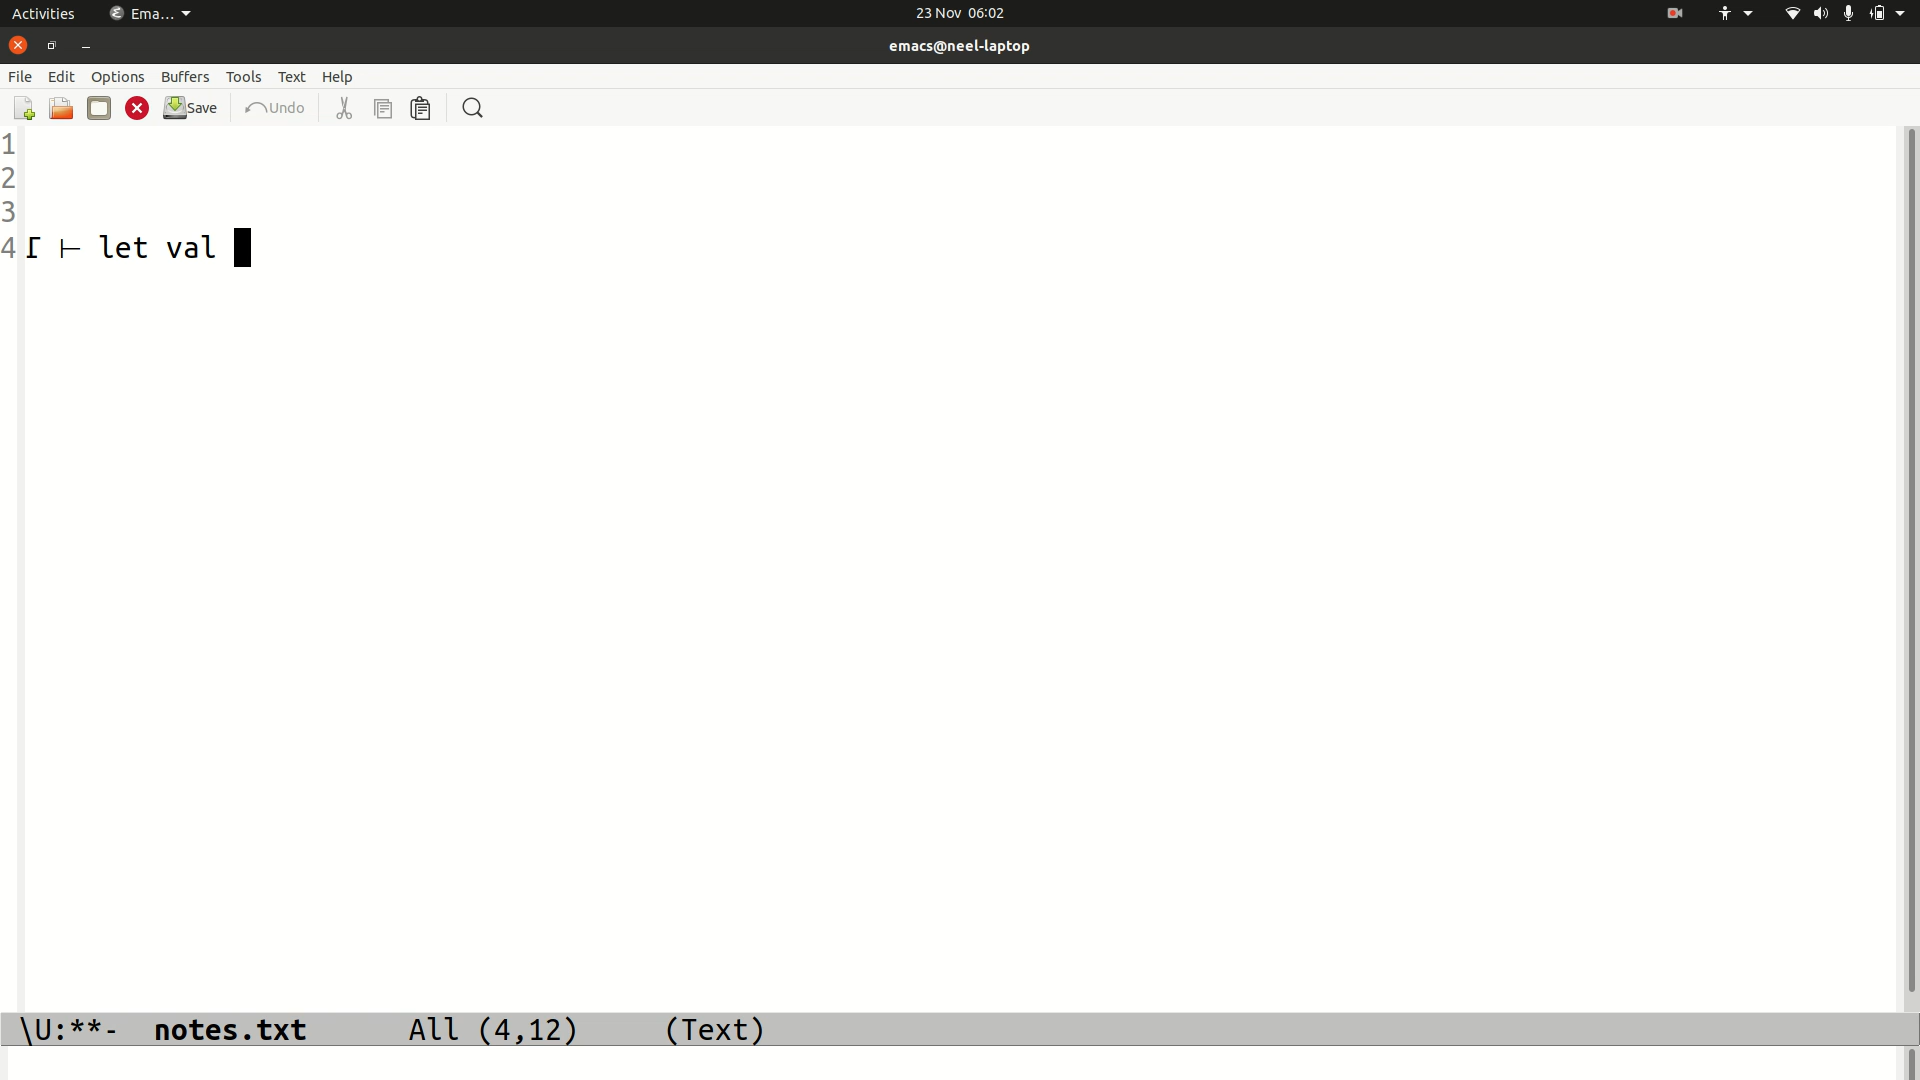 Activities Ema... 23 Nov 06:02
emacs@neel-laptop
File Edit Options Buffers Tools Text Help
Save Undo
1
2
3
4 Γ ⊢ let val
\U:**- notes.txt All (4,12) (Text)